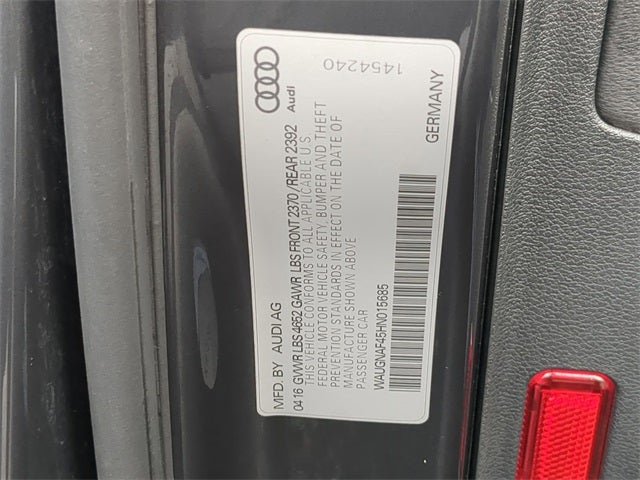 Audi
1454240
MFD. BY AUDI AG
GERMANY
0416 GVWR LBS 4652 GAWR LBS FRONT 2370 / REAR 2392
THIS VEHICLE CONFORMS TO ALL APPLICABLE U.S.
FEDERAL MOTOR VEHICLE SAFETY, BUMPER AND THEFT
PREVENTION STANDARDS IN EFFECT ON THE DATE OF
MANUFACTURE SHOWN ABOVE
PASSENGER CAR
WAUGNAF45HN015685